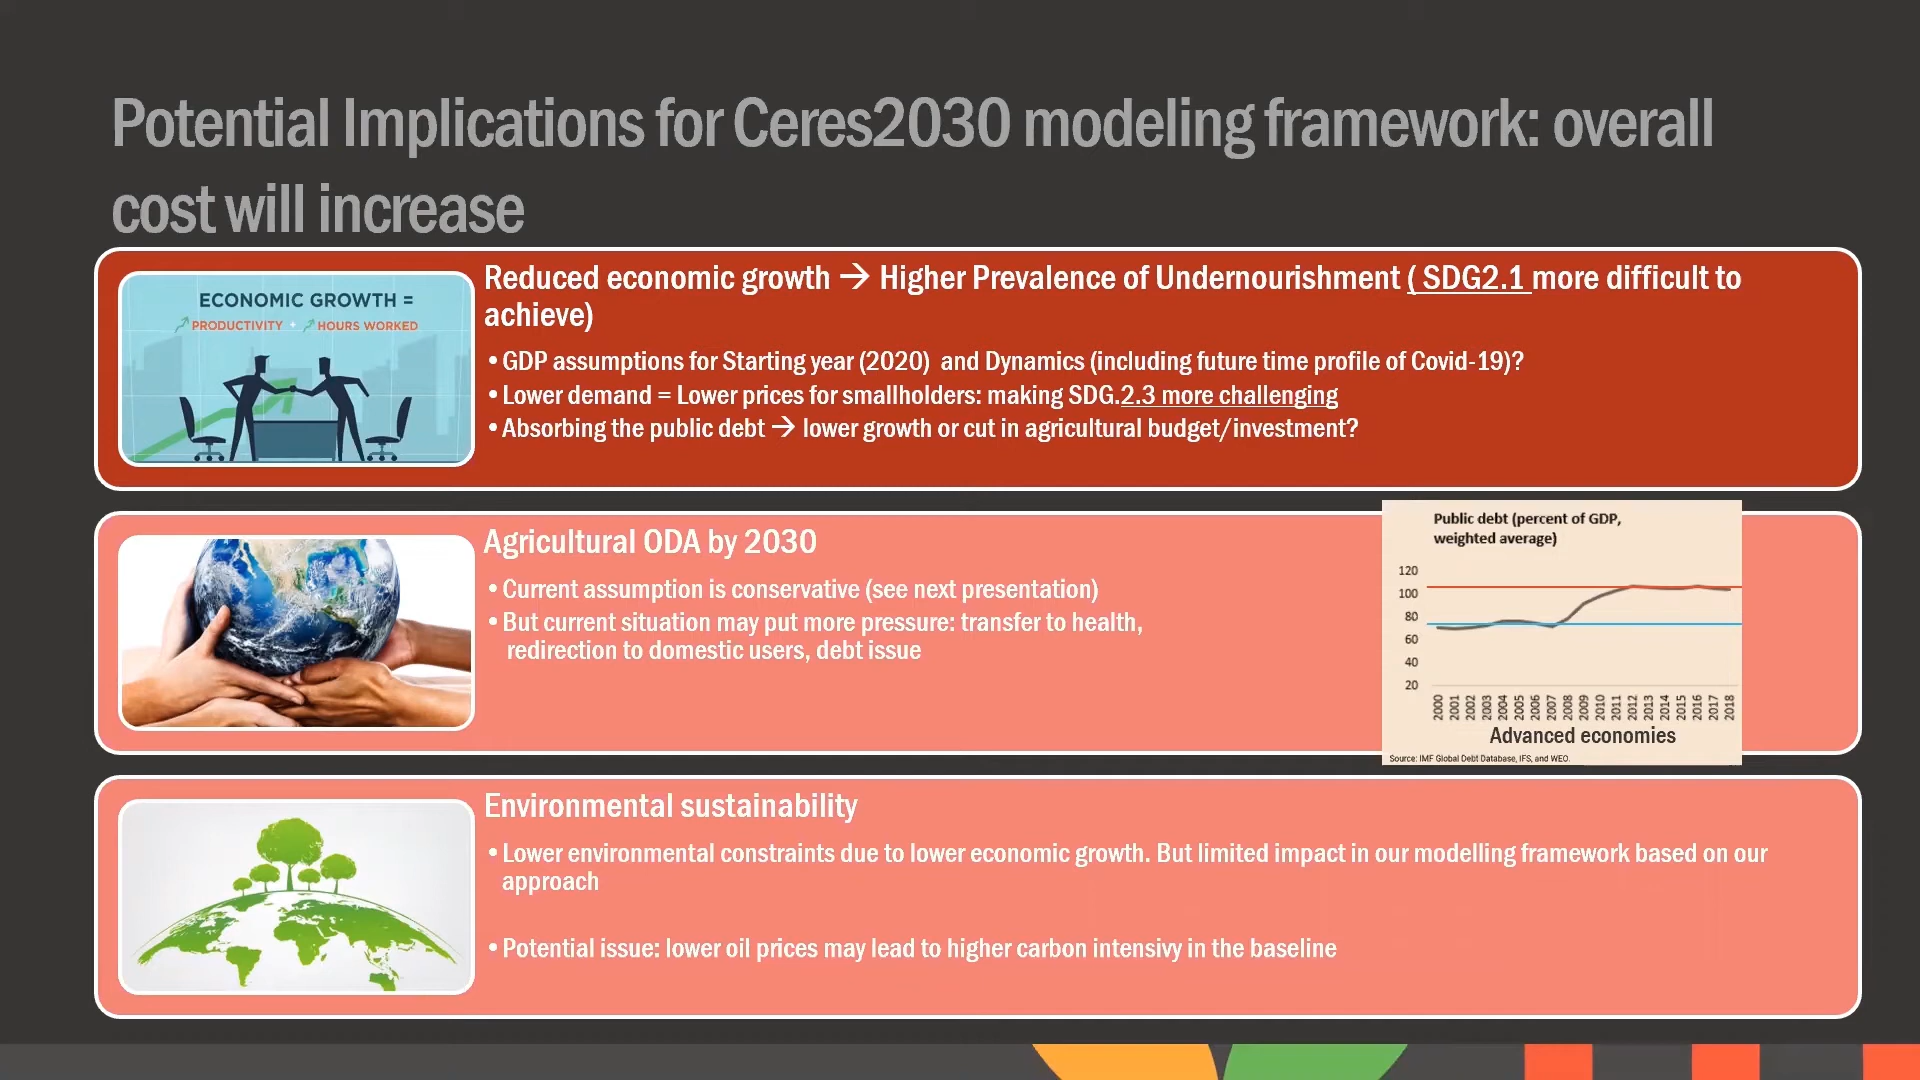 Potential Implications for Ceres2030 modeling framework: overall
cost will increase
ECONOMIC GROWTH =
PRODUCTIVITY + HOURS WORKED
Reduced economic growth → Higher Prevalence of Undernourishment ( SDG2.1 more difficult to
achieve)
• GDP assumptions for Starting year (2020)  and Dynamics (including future time profile of Covid-19)?
• Lower demand = Lower prices for smallholders: making SDG.2.3 more challenging
• Absorbing the public debt → lower growth or cut in agricultural budget/investment?
Agricultural ODA by 2030
• Current assumption is conservative (see next presentation)
• But current situation may put more pressure: transfer to health,
redirection to domestic users, debt issue
Public debt (percent of GDP,
weighted average)
120
100
80
60
40
20
2000 2001 2002 2003 2004 2005 2006 2007 2008 2009 2010 2011 2012 2013 2014 2015 2016 2017 2018
Advanced economies
Source: IMF Global Debt Database, IFS, and WEO.
Environmental sustainability
• Lower environmental constraints due to lower economic growth. But limited impact in our modelling framework based on our
approach
• Potential issue: lower oil prices may lead to higher carbon intensivy in the baseline